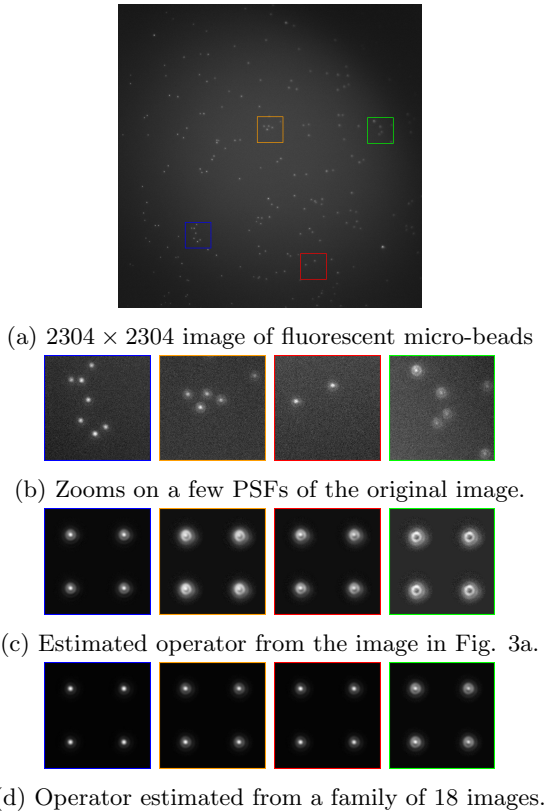 (a) 2304 × 2304 image of fluorescent micro-beads
(b) Zooms on a few PSFs of the original image.
(c) Estimated operator from the image in Fig. 3a.
(d) Operator estimated from a family of 18 images.